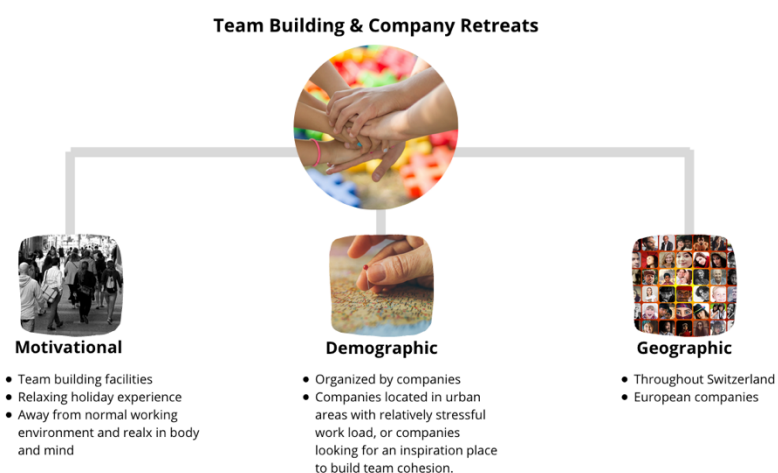 Team Building & Company Retreats
Motivational
• Team building facilities
• Relaxing holiday experience
• Away from normal working
environment and realx in body
and mind
Demographic
• Organized by companies
• Companies located in urban
areas with relatively stressful
work load, or companies
looking for an inspiration place
to build team cohesion.
Geographic
• Throughout Switzerland
• European companies